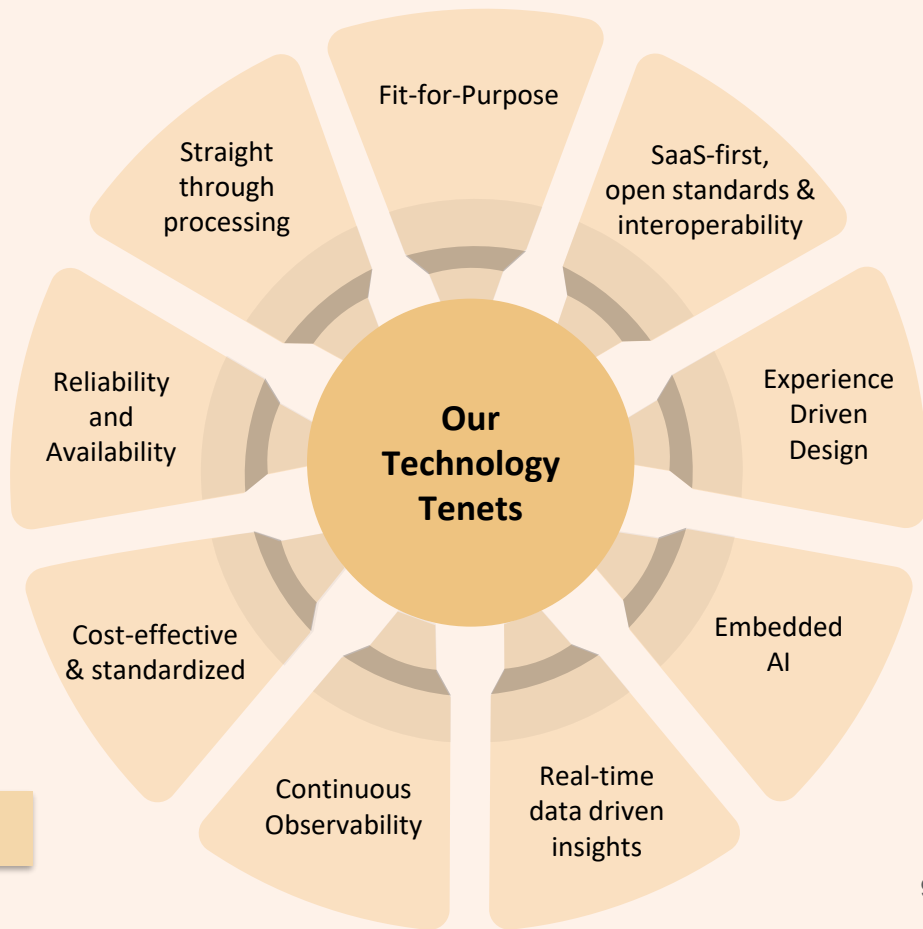 Fit-for-Purpose
SaaS-first,
open standards &
interoperability
Experience
Driven
Design
Embedded
AI
Real-time
data driven
insights
Continuous
Observability
Cost-effective
& standardized
Reliability
and
Availability
Straight
through
processing
Our
Technology
Tenets